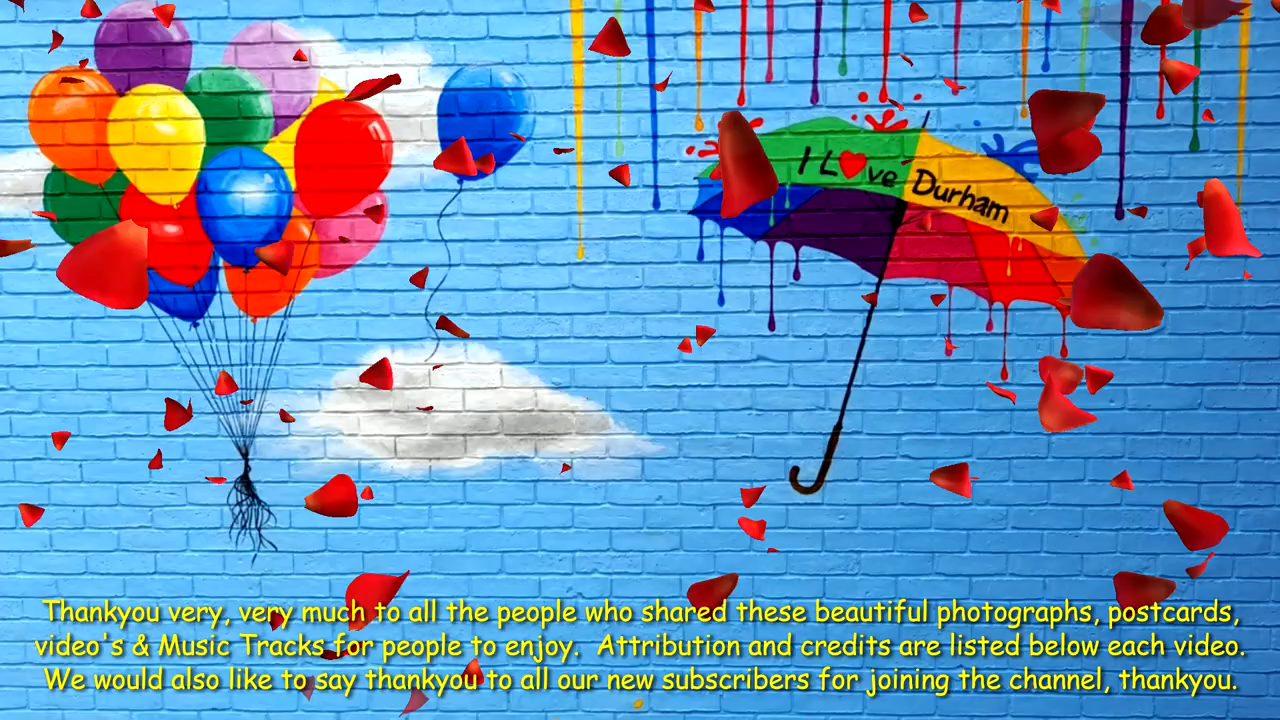 I Love Durham
Thankyou very, very much to all the people who shared these beautiful photographs, postcards,
video's & Music Tracks for people to enjoy. Attribution and credits are listed below each video.
We would also like to say thankyou to all our new subscribers for joining the channel, thankyou.